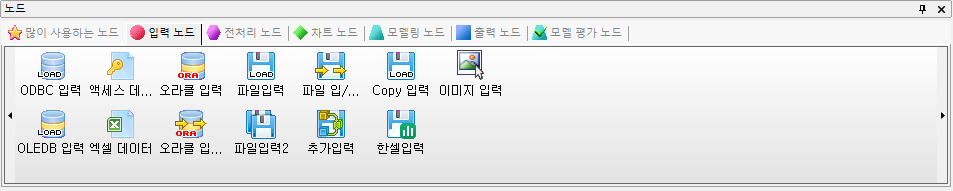 노드
많이 사용하는 노드 입력 노드 전처리 노드 차트 노드 모델링 노드 출력 노드 모델 평가 노드
LOAD ORA LOAD LOAD
ODBC 입력 액세스 데... 오라클 입력 파일입력 파일 입/... Copy 입력 이미지 입력
LOAD ORA
OLEDB 입력 엑셀 데이터 오라클 입... 파일입력2 추가입력 한셀입력